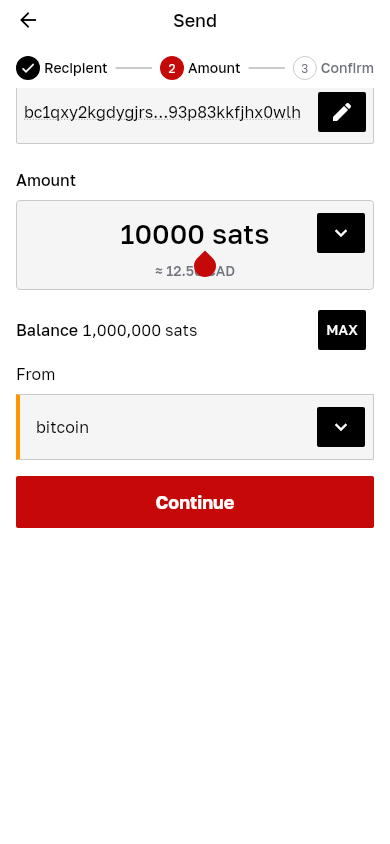 Send
Recipient
2 Amount
3 Confirm
bc1qxy2kgdygjrs...93p83kkfjhx0wlh
Amount
10000 sats
≈
Balance 1,000,000 sats
MAX
From
bitcoin
Continue